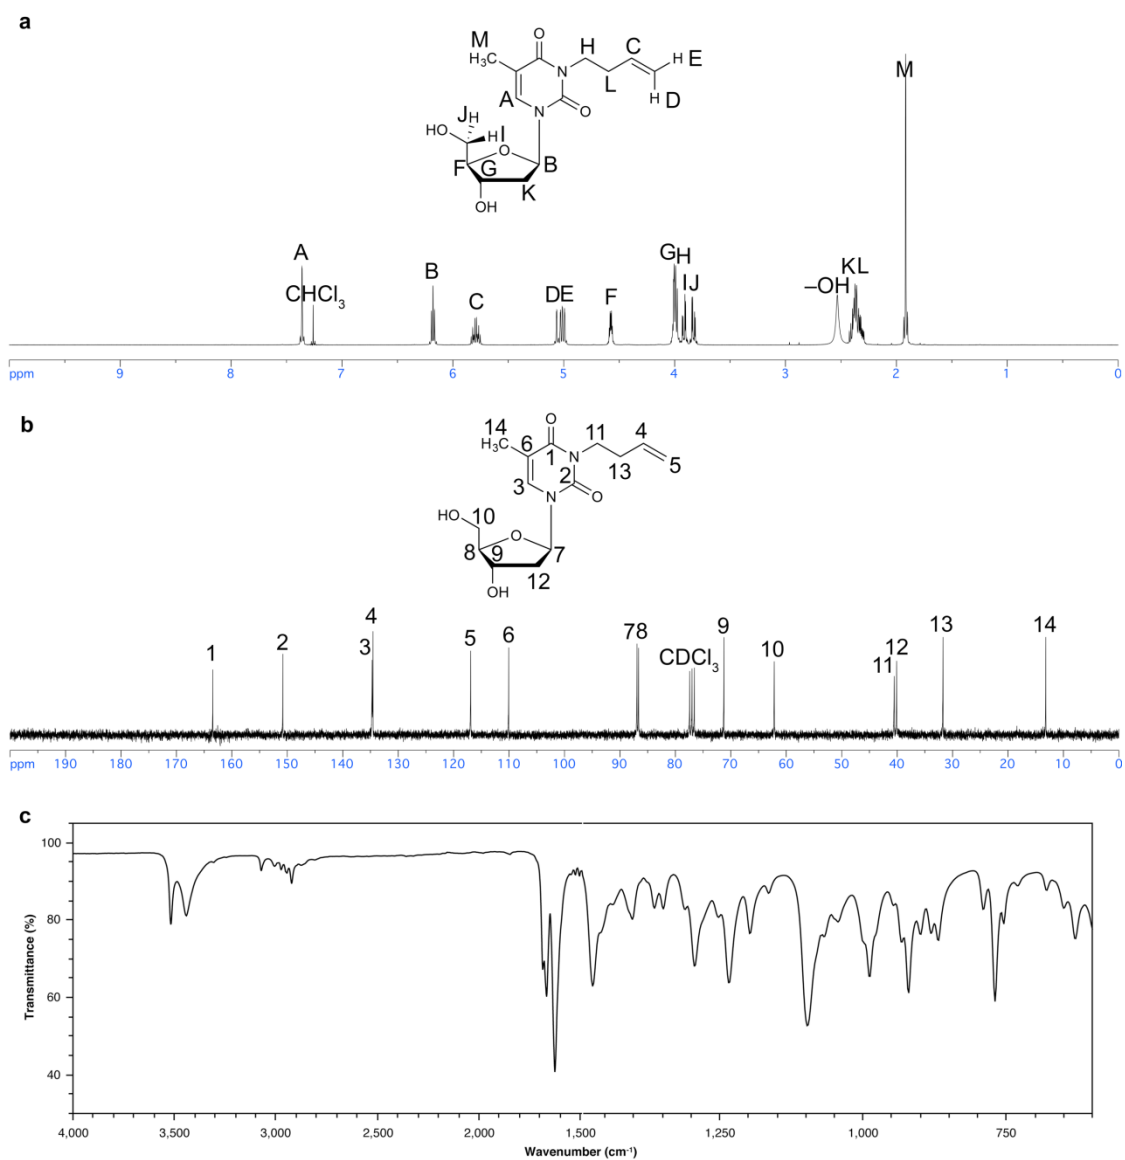 a
M
H₃C
O
N
H
C
H
E
L
H
D
A
N
O
J
H
HO
H
I
O
F
G
B
K
OH
A
CHCl₃
B
C
DE
F
GH
IJ
–OH
KL
M
ppm 9 8 7 6 5 4 3 2 1 0
b
14
H₃C
O
6
1
N
11
4
13
5
3
2
N
O
HO
10
O
8
9
7
12
OH
1
2
3
4
5
6
78
CDCl₃
9
10
11
12
13
14
ppm 190 180 170 160 150 140 130 120 110 100 90 80 70 60 50 40 30 20 10 0
c
Transmittance (%)
100
80
60
40
4.000 3,500 3,000 2,500 2,000 1,500 1,250 1,000 750
Wavenumber (cm⁻¹)